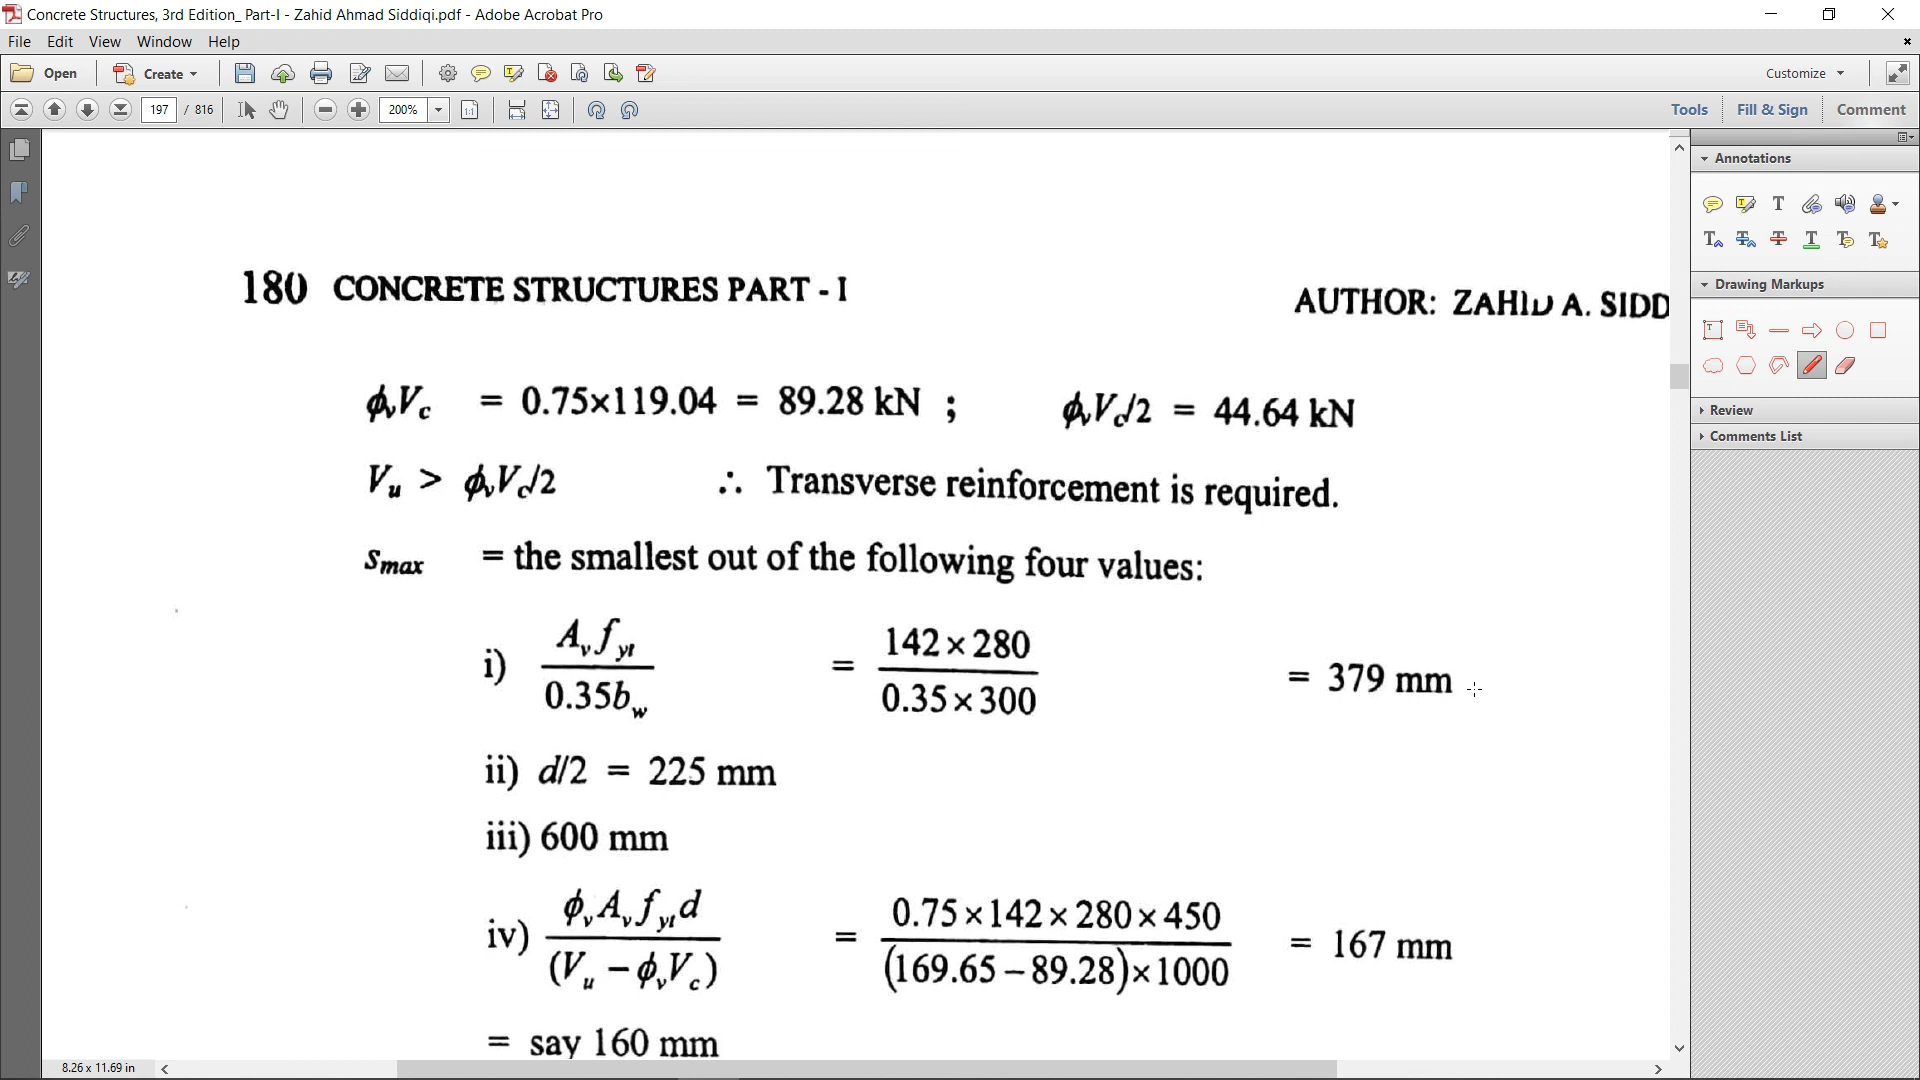 Concrete Structures, 3rd Edition_ Part-I - Zahid Ahmad Siddiqi.pdf - Adobe Acrobat Pro
File Edit View Window Help
Open Create Customize
197 / 816 200% Tools Fill & Sign Comment
Annotations
Drawing Markups
Review
Comments List
180 CONCRETE STRUCTURES PART - I AUTHOR: ZAHID A. SIDD
ϕvVc = 0.75×119.04 = 89.28 kN ; ϕvVc/2 = 44.64 kN
Vu > ϕvVc/2 ∴ Transverse reinforcement is required.
smax = the smallest out of the following four values:
i) Av fyt / 0.35bw = 142 × 280 / 0.35 × 300 = 379 mm
ii) d/2 = 225 mm
iii) 600 mm
iv) ϕv Av fyt d / (Vu − ϕvVc) = 0.75 × 142 × 280 × 450 / (169.65 − 89.28) × 1000 = 167 mm
= say 160 mm
8.26 x 11.69 in